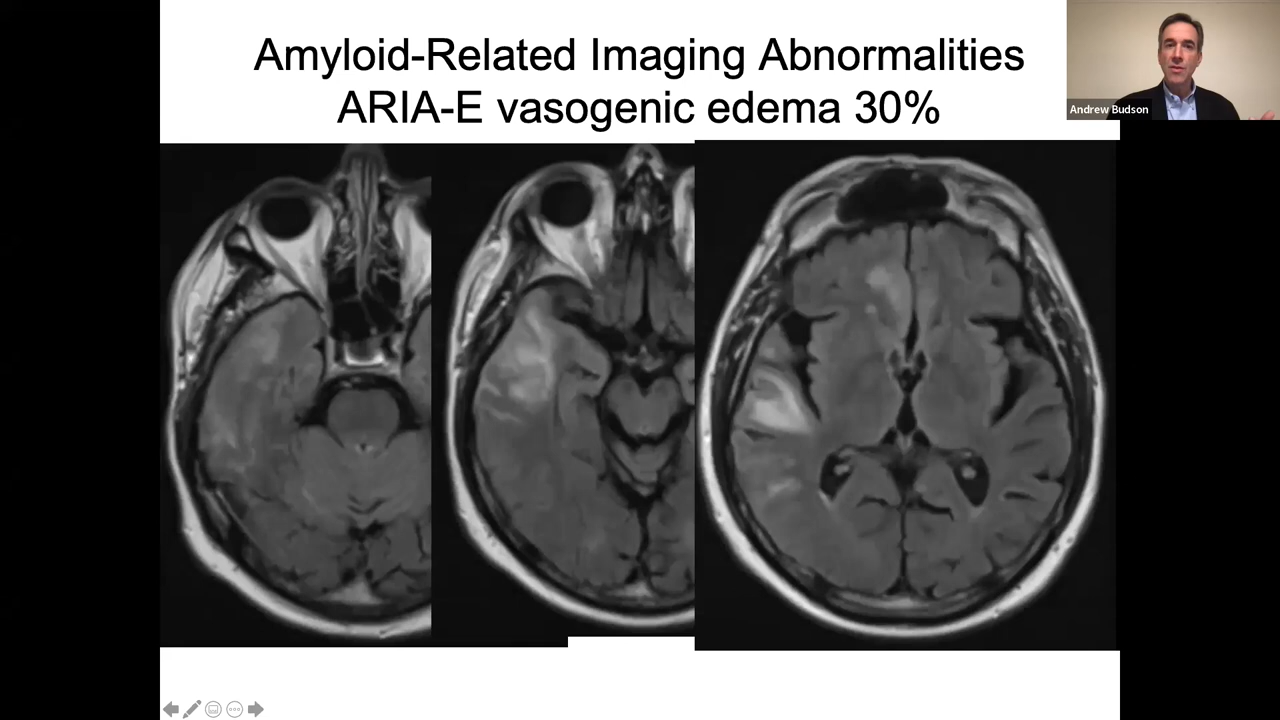 Amyloid-Related Imaging Abnormalities
ARIA-E vasogenic edema 30%
Andrew Budson